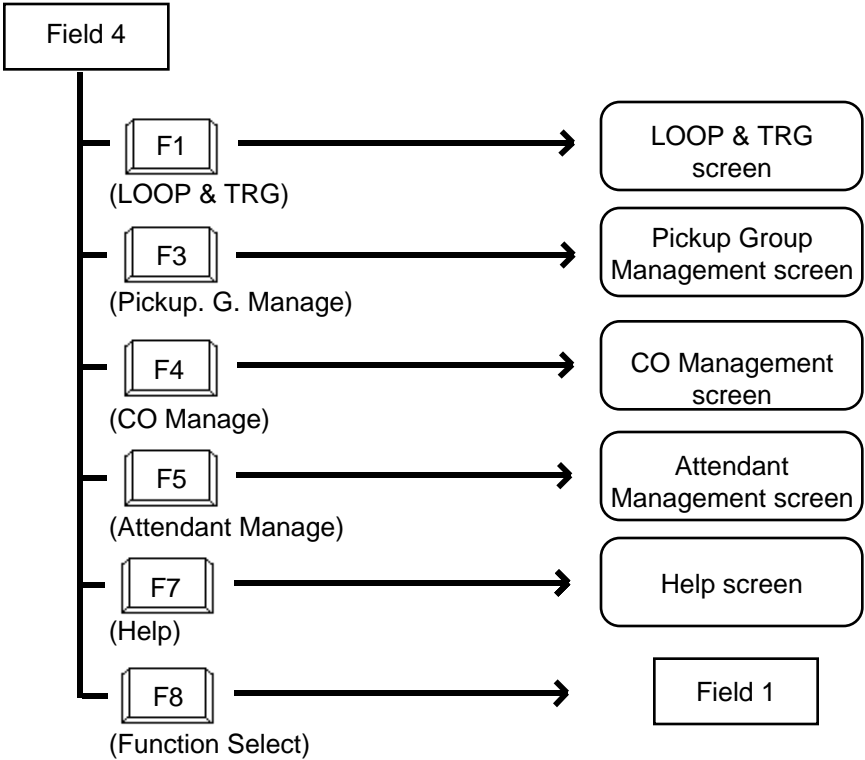 Field 4
F1
(LOOP & TRG)
LOOP & TRG
screen
F3
(Pickup. G. Manage)
Pickup Group
Management screen
F4
(CO Manage)
CO Management
screen
F5
(Attendant Manage)
Attendant
Management screen
F7
(Help)
Help screen
F8
(Function Select)
Field 1